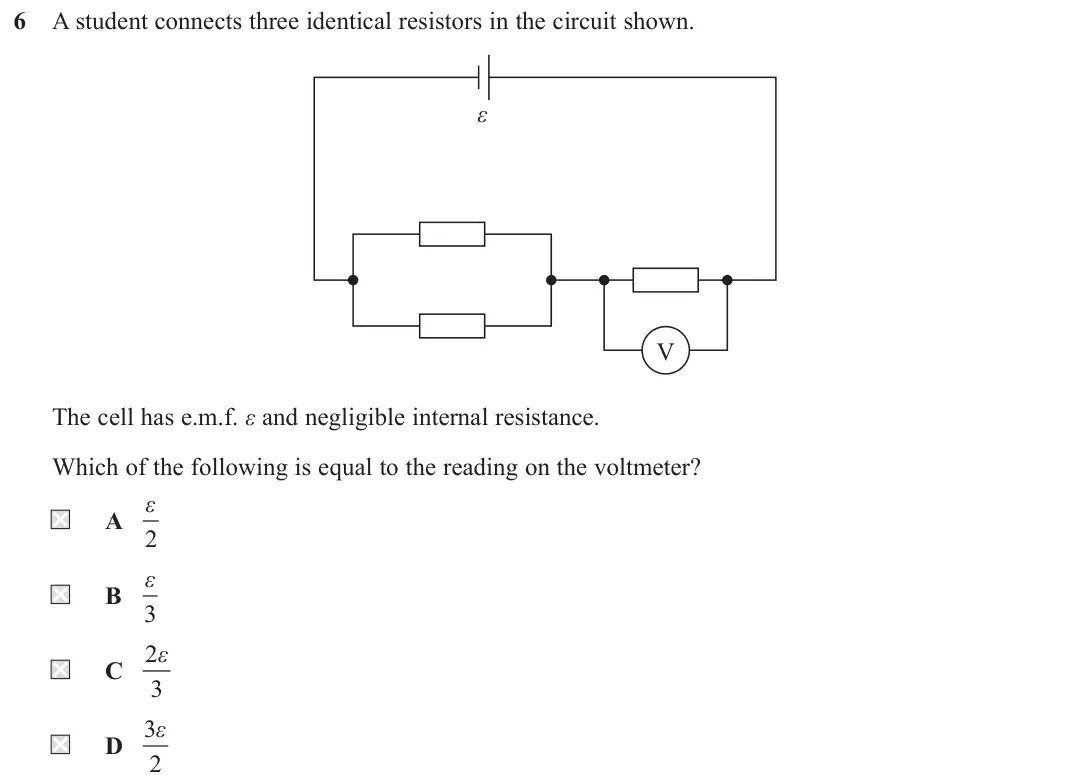 6 A student connects three identical resistors in the circuit shown.
ε
V
The cell has e.m.f. ε and negligible internal resistance.
Which of the following is equal to the reading on the voltmeter?
A ε/2
B ε/3
C 2ε/3
D 3ε/2